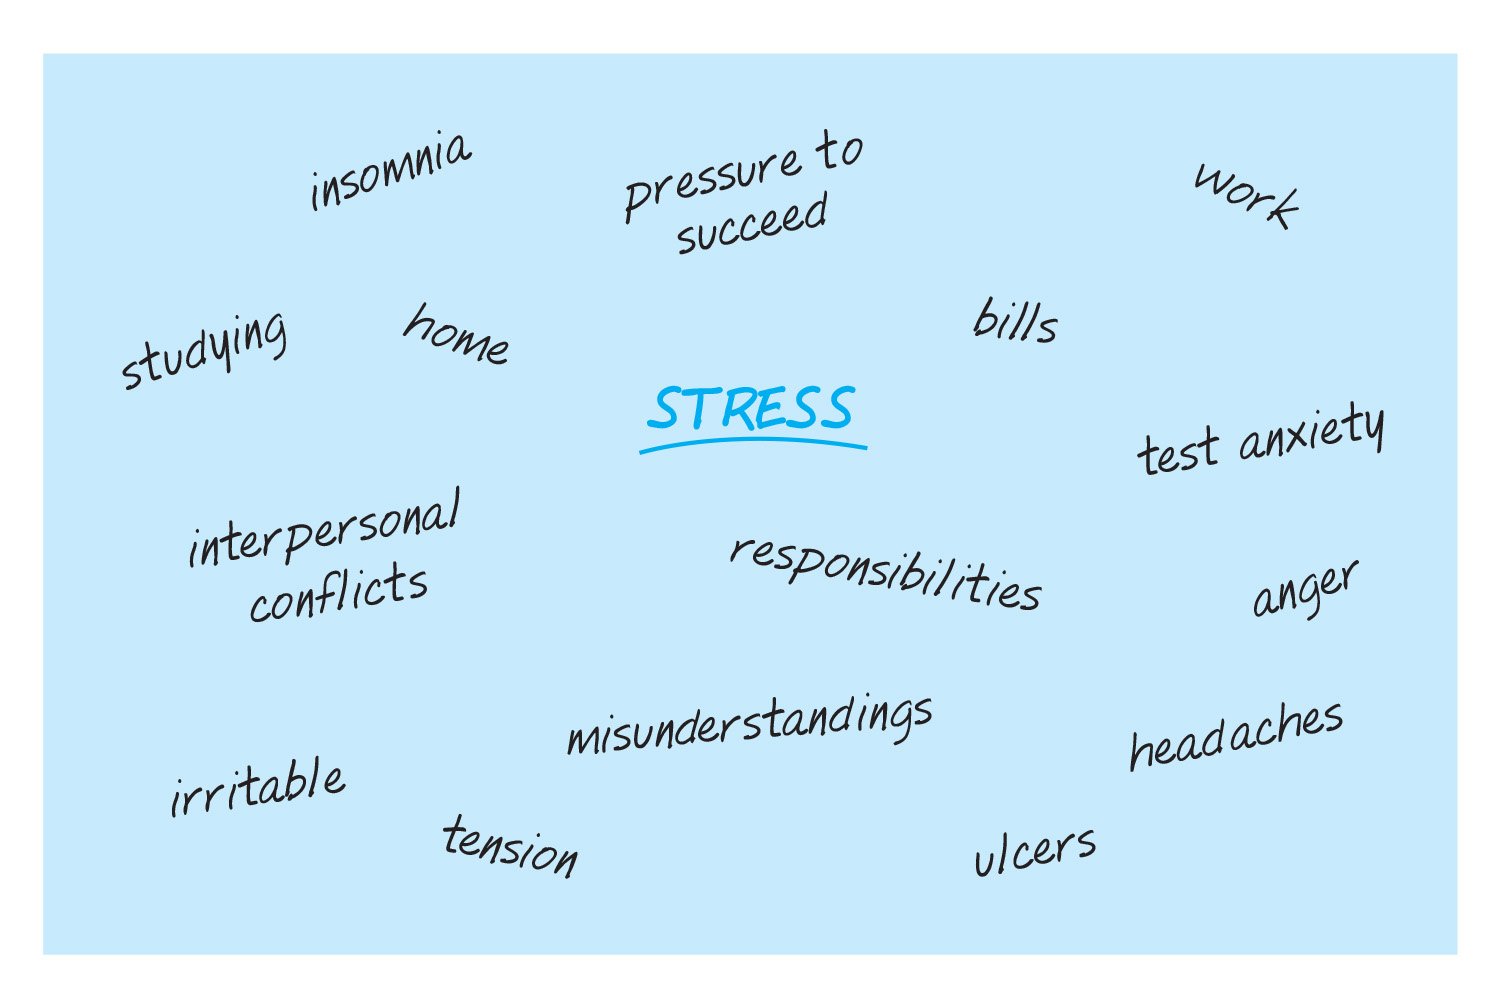 insomnia
pressure to
succeed
work
studying
home
bills
STRESS
test anxiety
interpersonal
conflicts
responsibilities
anger
misunderstandings
headaches
irritable
tension
ulcers